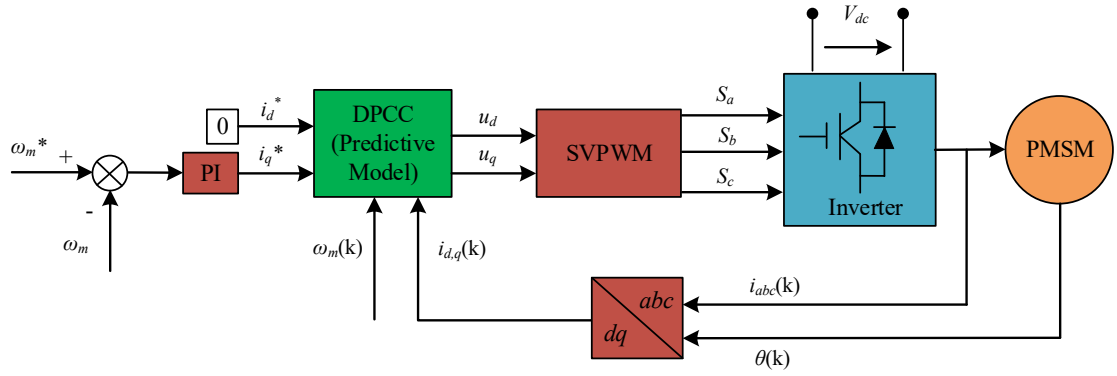 V_dc
0
i_d^*
DPCC
(Predictive
Model)
u_d
S_a
ω_m* +
PI
i_q*
u_q
SVPWM
S_b
PMSM
-
S_c
Inverter
ω_m
ω_m(k)
i_d,q(k)
abc
i_abc(k)
dq
θ(k)